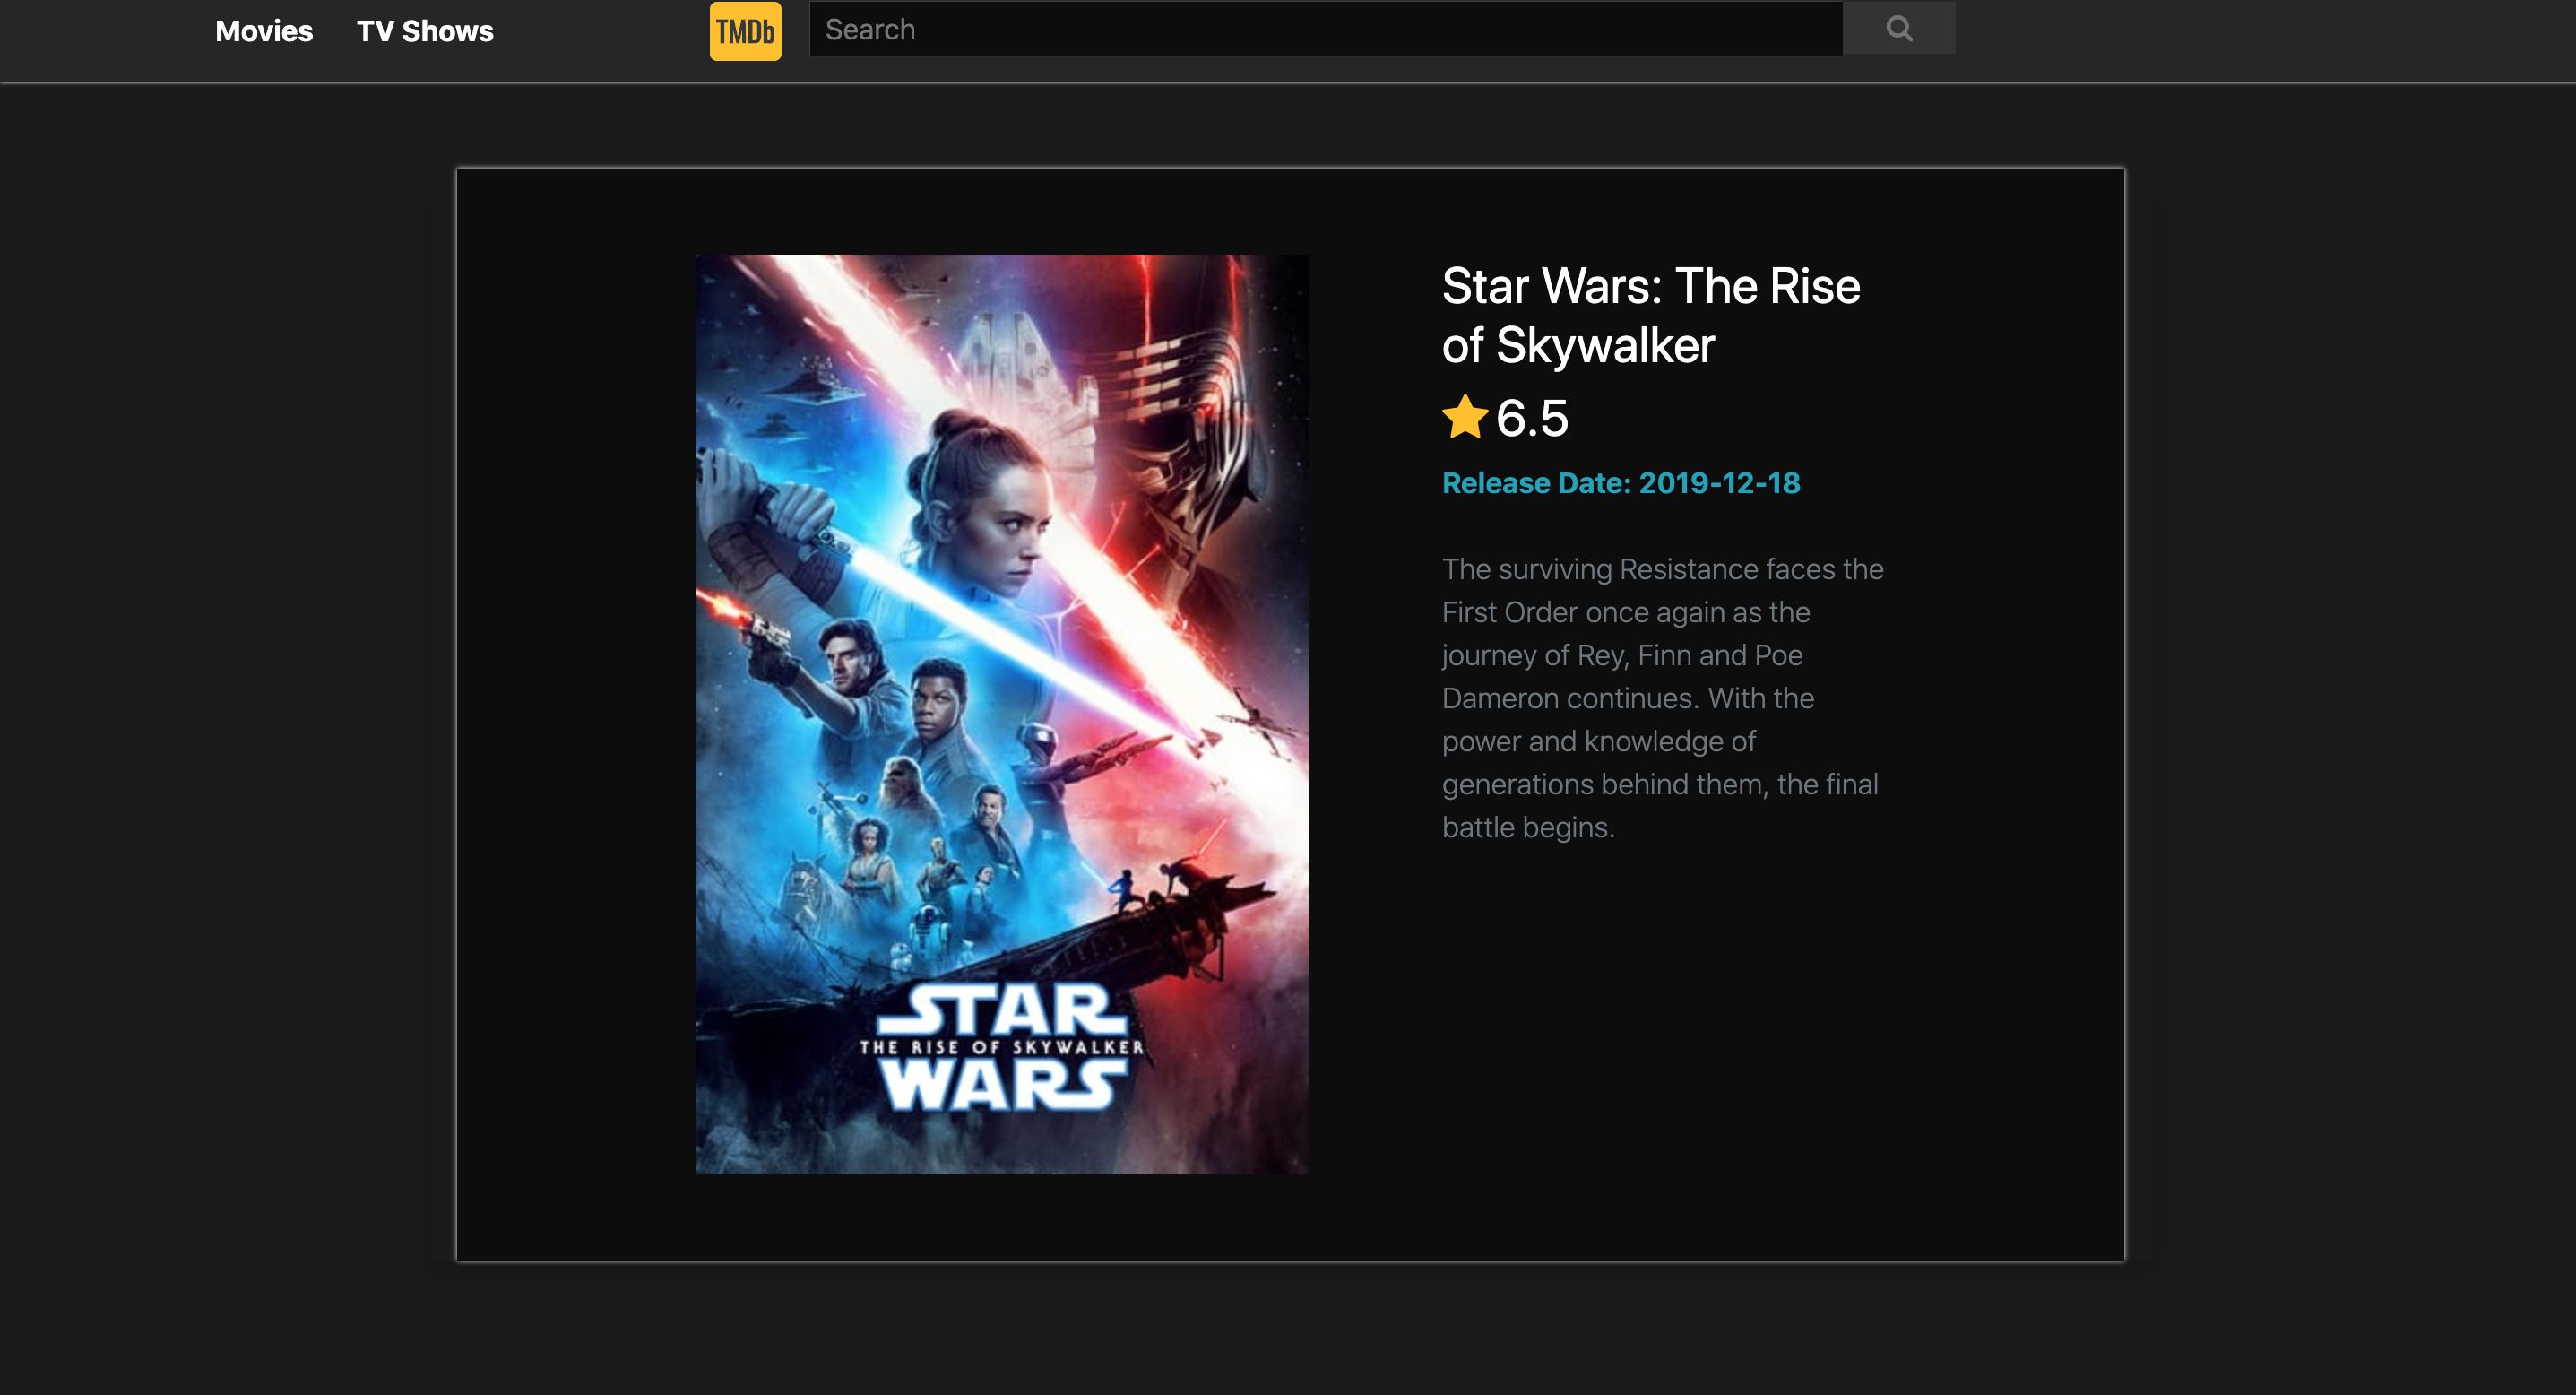 Movies TV Shows TMDb Search
Star Wars: The Rise
of Skywalker
6.5
Release Date: 2019-12-18
The surviving Resistance faces the
First Order once again as the
journey of Rey, Finn and Poe
Dameron continues. With the
power and knowledge of
generations behind them, the final
battle begins.
STAR
THE RISE OF SKYWALKER
WARS